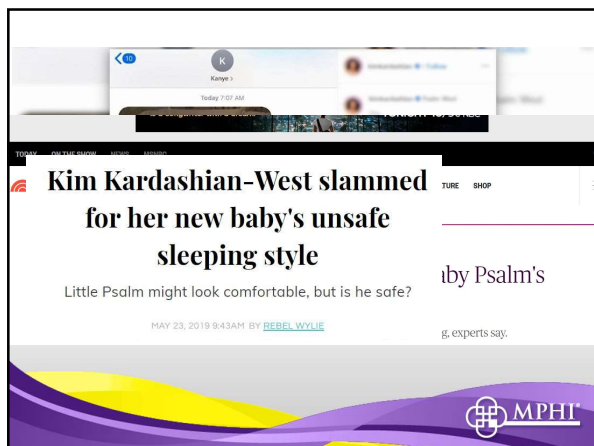 10
K
Kanye >
Today 7:07 AM
TODAY ON THE SHOW NEWS MSNBC
TURE SHOP
Kim Kardashian-West slammed
for her new baby's unsafe
sleeping style
Little Psalm might look comfortable, but is he safe?
MAY 23, 2019 9:43AM BY REBEL WYLIE
aby Psalm's
g, experts say.
MPHI